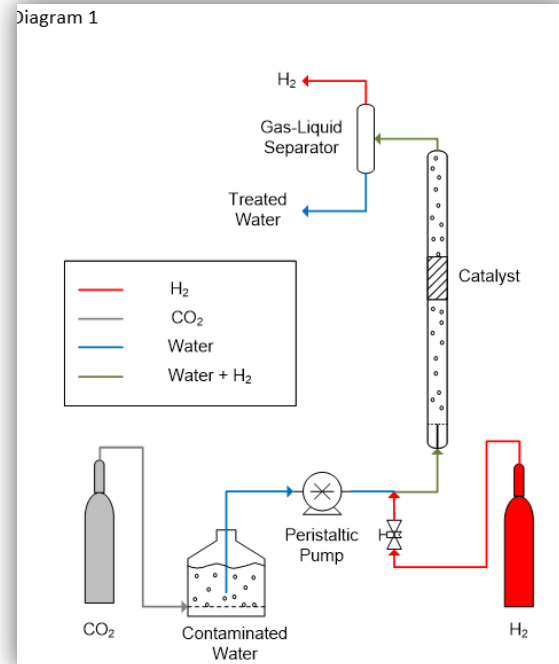 Diagram 1
H₂
Gas-Liquid
Separator
Treated
Water
Catalyst
H₂
CO₂
Water
Water + H₂
Peristaltic
Pump
CO₂
Contaminated
Water
H₂